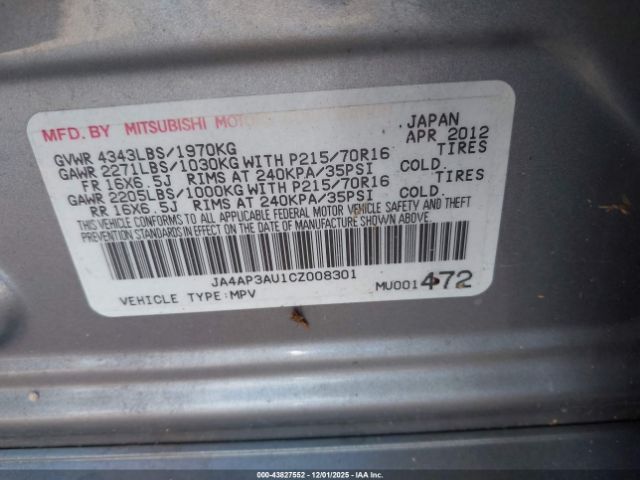 MFD. BY MITSUBISHI MOTO JAPAN
APR 2012
GVWR 4343LBS/1970KG
GAWR 2271LBS/1030KG WITH P215/70R16 TIRES
FR 16X6.5J RIMS AT 240KPA/35PSI COLD.
GAWR 2205LBS/1000KG WITH P215/70R16 TIRES
RR 16X6.5J RIMS AT 240KPA/35PSI COLD.
THIS VEHICLE CONFORMS TO ALL APPLICABLE FEDERAL MOTOR VEHICLE SAFETY AND THEFT
PREVENTION STANDARDS IN EFFECT ON THE DATE OF MANUFACTURE SHOWN ABOVE.
JA4AP3AU1CZ008301
VEHICLE TYPE:MPV MU001472
000-43827552 - 12/01/2025 - IAA Inc.